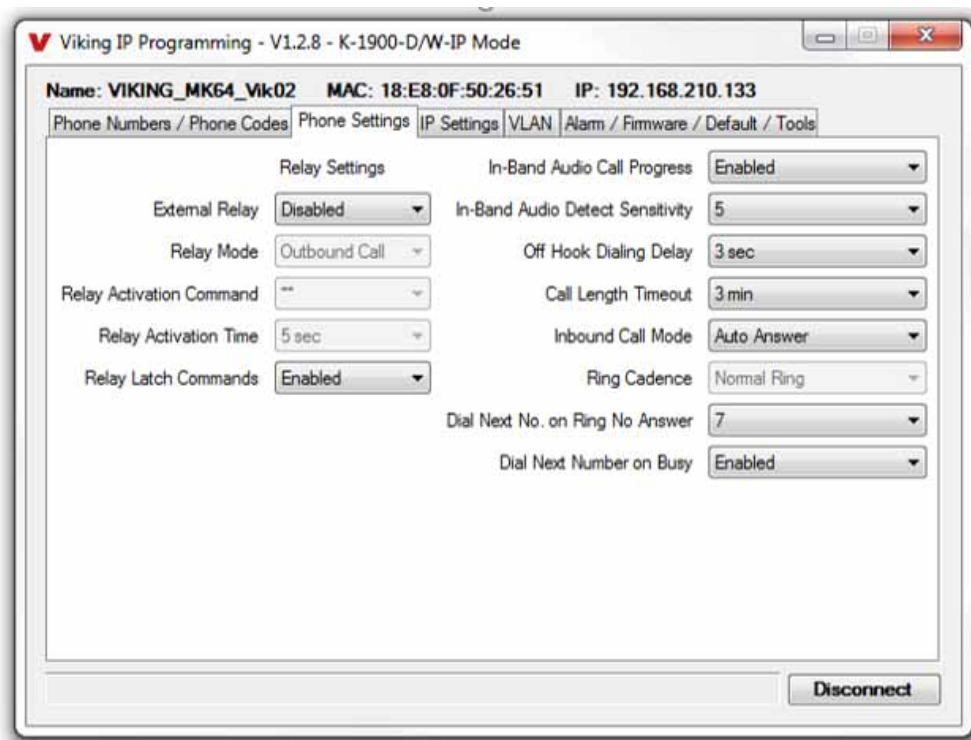 Viking IP Programming - V1.2.8 - K-1900-D/W-IP Mode
Name: VIKING_MK64_Vik02 MAC: 18:E8:0F:50:26:51 IP: 192.168.210.133
Phone Numbers / Phone Codes Phone Settings IP Settings VLAN Alarm / Firmware / Default / Tools
Relay Settings
External Relay Disabled
Relay Mode Outbound Call
Relay Activation Command **
Relay Activation Time 5 sec
Relay Latch Commands Enabled
In-Band Audio Call Progress Enabled
In-Band Audio Detect Sensitivity 5
Off Hook Dialing Delay 3 sec
Call Length Timeout 3 min
Inbound Call Mode Auto Answer
Ring Cadence Normal Ring
Dial Next No. on Ring No Answer 7
Dial Next Number on Busy Enabled
Disconnect